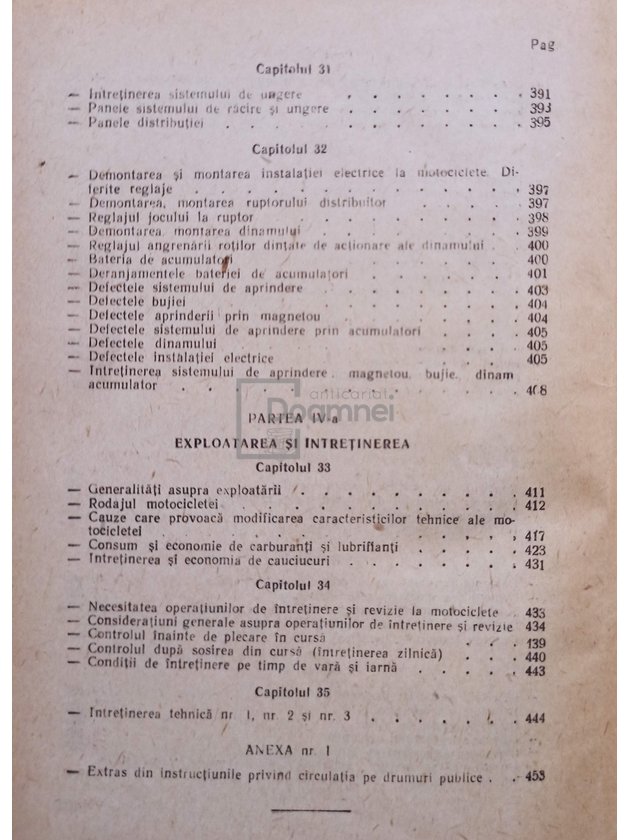 Pag
Capitolul 31
— Intreținerea sistemului de ungere . . . . . . . 391
— Panele sistemului de răcire și ungere . . . . . . . 393
— Panele distribuției . . . . . . . . . . . 395
Capitolul 32
— Demontarea și montarea instalației electrice la motociclete. Di-
ferite reglaje . . . . . . . . . . . . 397
— Demontarea, montarea ruptorului distribuitor . . . . . 397
— Reglajul jocului la ruptor . . . . . . . . . 398
— Demontarea, montarea dinamului . . . . . . . . 399
— Reglajul angrenării roților dințate de acționare ale dinamului . 400
— Bateria de acumulatori . . . . . . . . . . 400
— Deranjamentele bateriei de acumulatori . . . . . . 401
— Defectele sistemului de aprindere . . . . . . . . 403
— Defectele bujiei . . . . . . . . . . . 404
— Defectele aprinderii prin magnetou . . . . . . . 404
— Defectele sistemului de aprindere prin acumulatori . . . . 405
— Defectele dinamului . . . . . . . . . . 405
— Defectele instalației electrice . . . . . . . . 405
— Intreținerea sistemului de aprindere, magnetou, bujie, dinam
acumulator . . . . . . . . . . . . 408
anticariat
Doamnei
PARTEA IV-a
EXPLOATAREA ȘI INTREȚINEREA
Capitolul 33
— Generalități asupra exploatării . . . . . . . . 411
— Rodajul motocicletei . . . . . . . . . . 412
— Cauze care provoacă modificarea caracteristicilor tehnice ale mo-
tocicletei . . . . . . . . . . . . . 417
— Consum și economie de carburanți și lubrifianți . . . . . 423
— Intreținerea și economia de cauciucuri . . . . . . . 431
Capitolul 34
— Necesitatea operațiunilor de întreținere și revizie la motociclete . 433
— Considerațiuni generale asupra operațiunilor de întreținere și revizie 434
— Controlul înainte de plecare în cursă . . . . . . . 139
— Controlul după sosirea din cursă (întreținerea zilnică) . . . 440
— Condiții de întreținere pe timp de vară și iarnă . . . . . 443
Capitolul 35
— Intreținerea tehnică nr. 1, nr. 2 și nr. 3 . . . . . . 444
ANEXA nr. 1
— Extras din instrucțiunile privind circulația pe drumuri publice . . 453